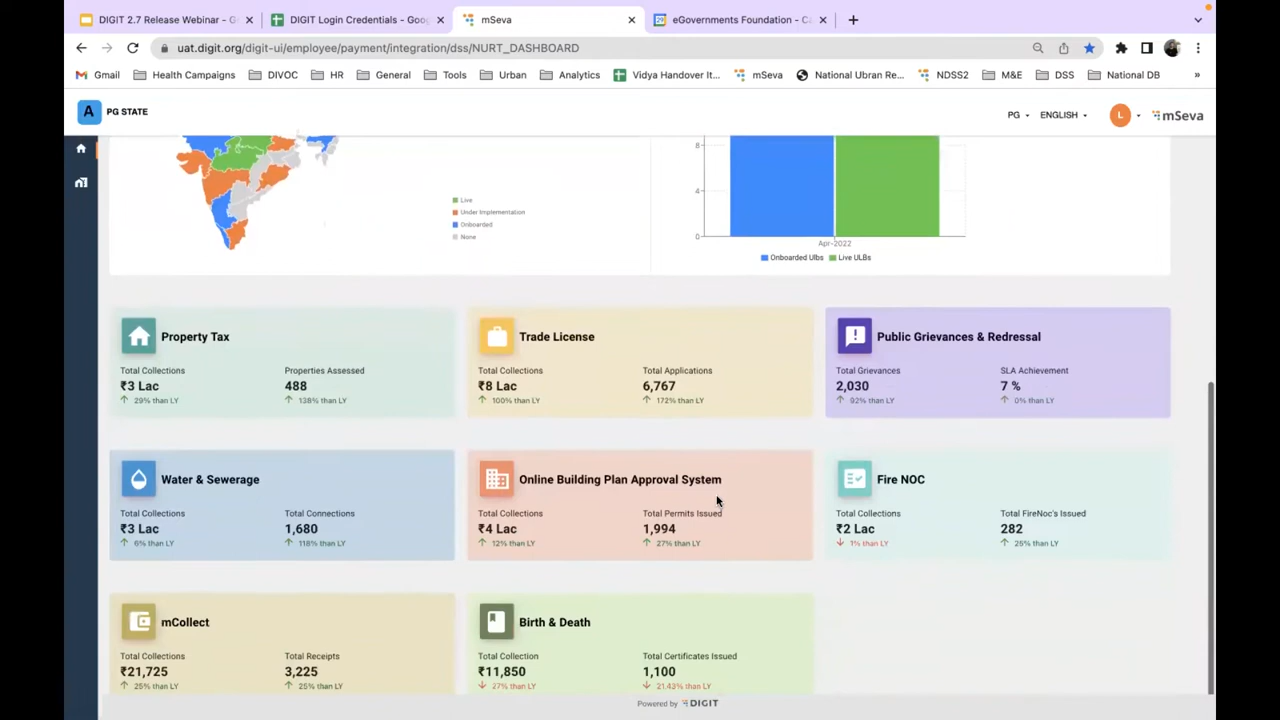 DIGIT 2.7 Release Webinar - G
DIGIT Login Credentials - Goo
mSeva
eGovernments Foundation - Ca
uat.digit.org/digit-ui/employee/payment/integration/dss/NURT_DASHBOARD
Gmail Health Campaigns DIVOC HR General Tools Urban Analytics Vidya Handover It... mSeva National Ubran Re... NDSS2 M&E DSS National DB »
A PG STATE
PG ENGLISH L mSeva
Live
Under Implementation
Onboarded
None
8
4
0
Apr-2022
Onboarded Ulbs Live ULBs
Property Tax
Total Collections Properties Assessed
₹3 Lac 488
29% than LY 138% than LY
Trade License
Total Collections Total Applications
₹8 Lac 6,767
100% than LY 172% than LY
Public Grievances & Redressal
Total Grievances SLA Achievement
2,030 7 %
92% than LY 0% than LY
Water & Sewerage
Total Collections Total Connections
₹3 Lac 1,680
6% than LY 118% than LY
Online Building Plan Approval System
Total Collections Total Permits Issued
₹4 Lac 1,994
12% than LY 27% than LY
Fire NOC
Total Collections Total FireNoc's Issued
₹2 Lac 282
1% than LY 25% than LY
mCollect
Total Collections Total Receipts
₹21,725 3,225
25% than LY 25% than LY
Birth & Death
Total Collection Total Certificates Issued
₹11,850 1,100
27% than LY 21.43% than LY
Powered by DIGIT